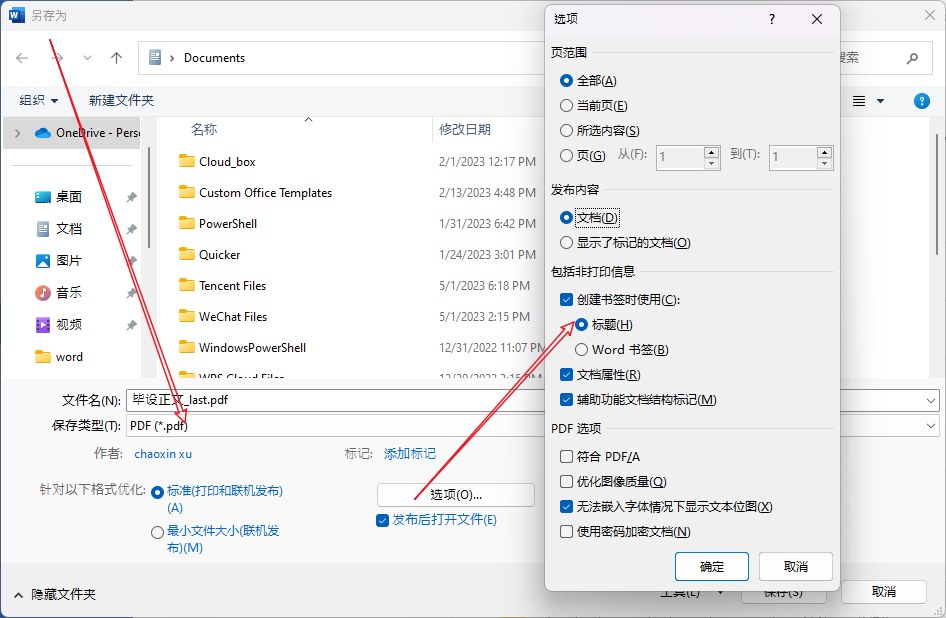 另存为
Documents
搜索
组织
新建文件夹
OneDrive - Pers
桌面
文档
图片
音乐
视频
word
名称
修改日期
Cloud_box 2/1/2023 12:17 PM
Custom Office Templates 2/13/2023 4:48 PM
PowerShell 1/31/2023 6:42 PM
Quicker 1/24/2023 3:01 PM
Tencent Files 5/1/2023 6:18 PM
WeChat Files 5/1/2023 2:15 PM
WindowsPowerShell 12/31/2022 11:07 PM
WPS Cloud Files 12/30/2022 3:15 PM
文件名(N): 毕设正文_last.pdf
保存类型(T): PDF (*.pdf)
作者: chaoxin xu
标记: 添加标记
针对以下格式优化:
标准(打印和联机发布)
(A)
最小文件大小(联机发
布)(M)
选项(O)...
发布后打开文件(E)
隐藏文件夹
工具(L)
保存(S)
取消
选项
?
页范围
全部(A)
当前页(E)
所选内容(S)
页(G) 从(F): 1 到(T): 1
发布内容
文档(D)
显示了标记的文档(O)
包括非打印信息
创建书签时使用(C):
标题(H)
Word 书签(B)
文档属性(R)
辅助功能文档结构标记(M)
PDF 选项
符合 PDF/A
优化图像质量(Q)
无法嵌入字体情况下显示文本位图(X)
使用密码加密文档(N)
确定
取消